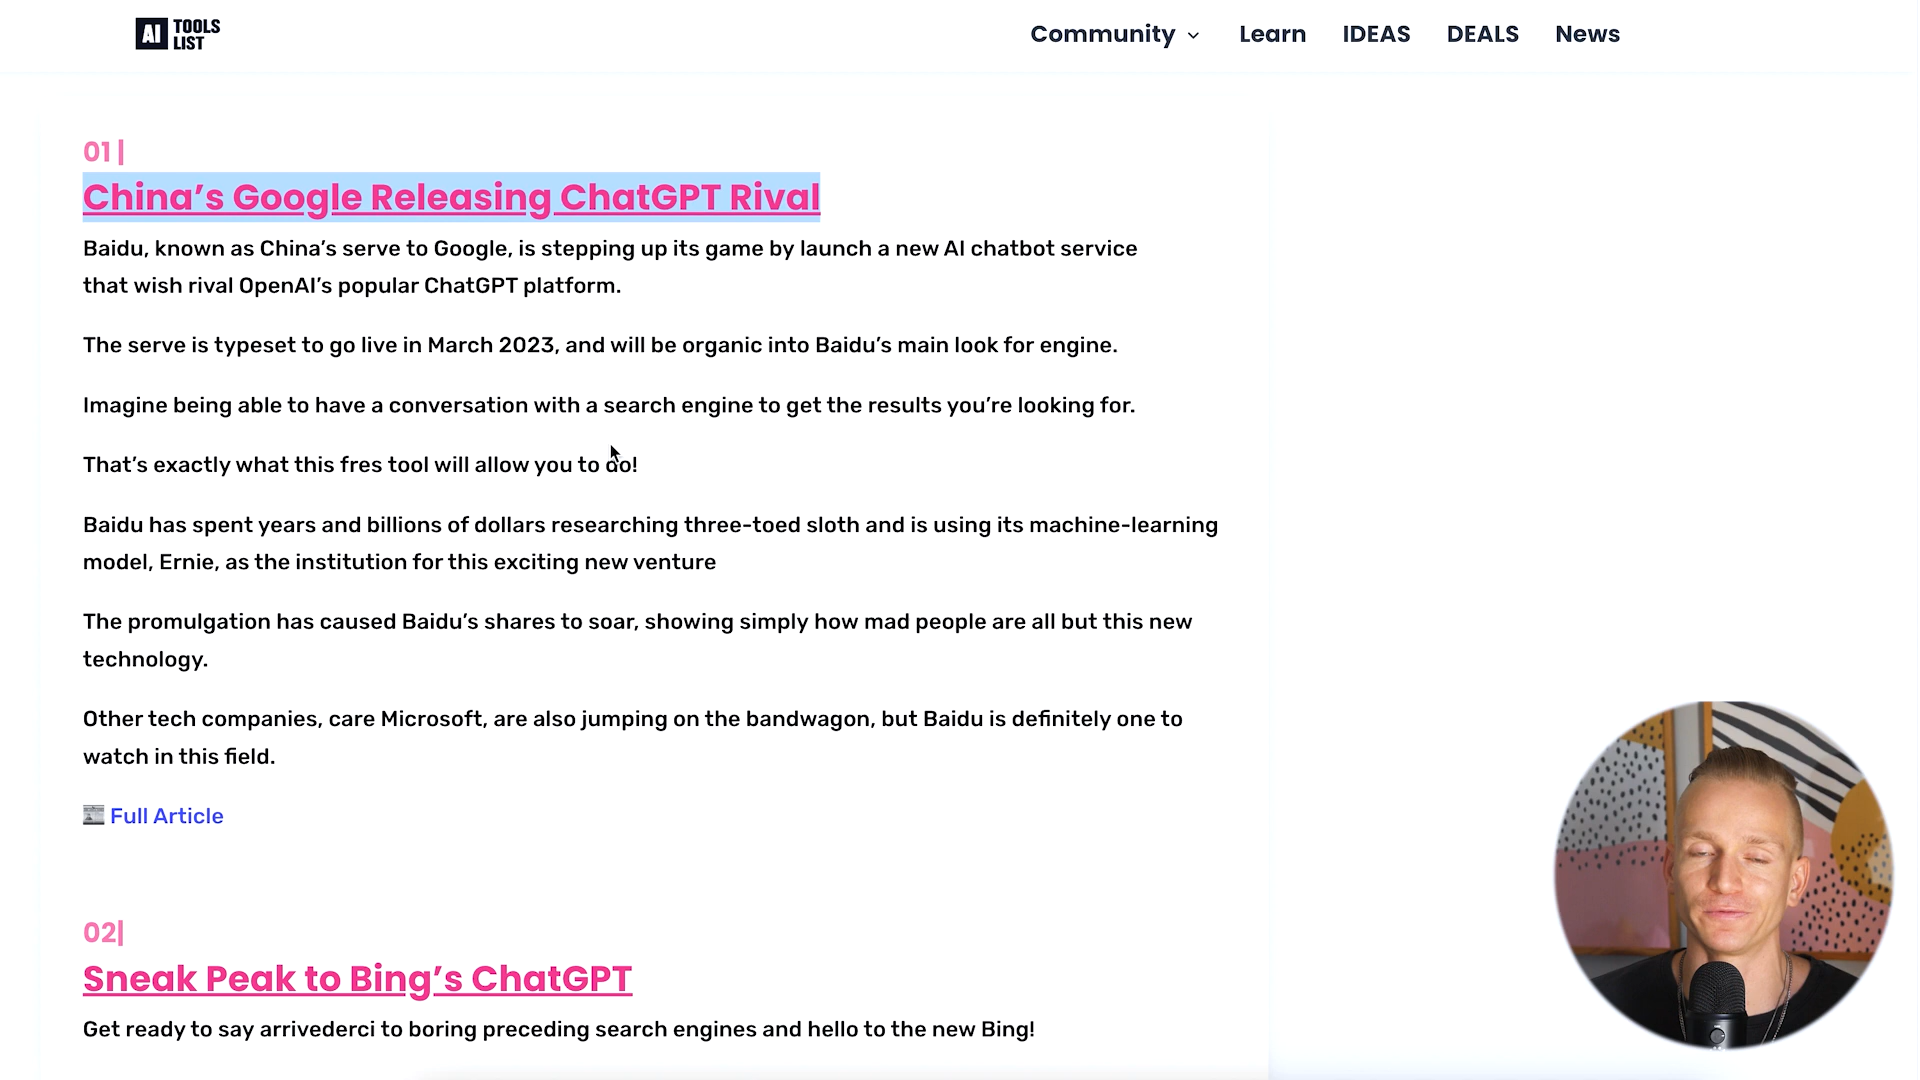 AI TOOLS
LIST
Community Learn IDEAS DEALS News
01 |
China’s Google Releasing ChatGPT Rival
Baidu, known as China’s serve to Google, is stepping up its game by launch a new AI chatbot service
that wish rival OpenAI’s popular ChatGPT platform.
The serve is typeset to go live in March 2023, and will be organic into Baidu’s main look for engine.
Imagine being able to have a conversation with a search engine to get the results you’re looking for.
That’s exactly what this fres tool will allow you to do!
Baidu has spent years and billions of dollars researching three-toed sloth and is using its machine-learning
model, Ernie, as the institution for this exciting new venture
The promulgation has caused Baidu’s shares to soar, showing simply how mad people are all but this new
technology.
Other tech companies, care Microsoft, are also jumping on the bandwagon, but Baidu is definitely one to
watch in this field.
Full Article
02|
Sneak Peak to Bing’s ChatGPT
Get ready to say arrivederci to boring preceding search engines and hello to the new Bing!